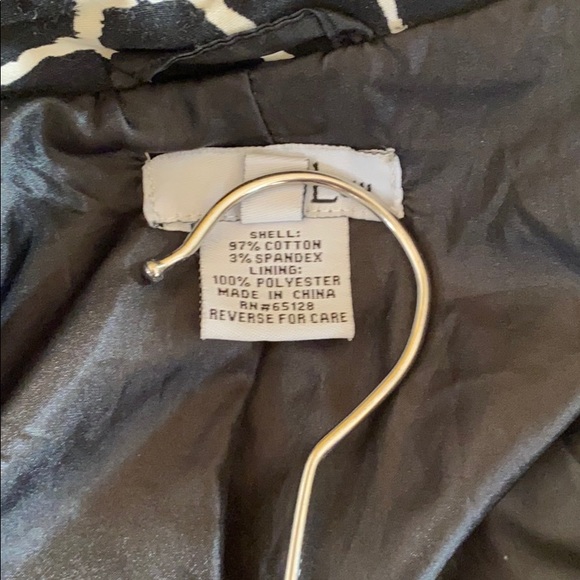 L
SHELL:
97% COTTON
3% SPANDEX
LINING:
100% POLYESTER
MADE IN CHINA
RN#65128
REVERSE FOR CARE